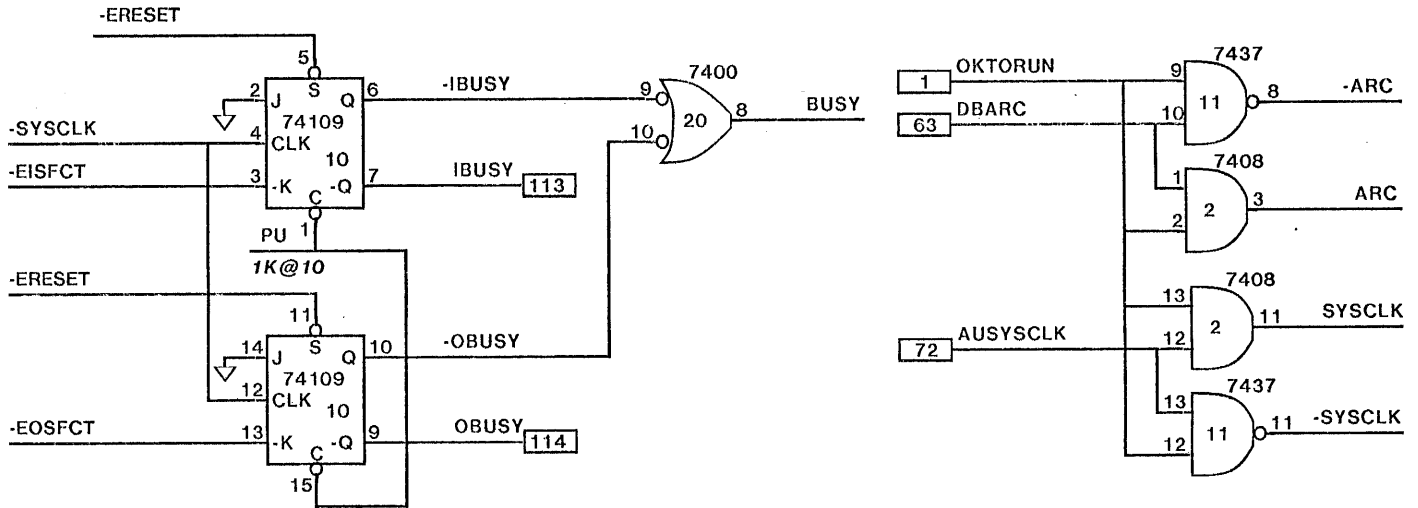 -ERESET
5
S
2
J
Q
6
-IBUSY
74109
-SYSCLK
4
CLK
10
-EISFCT
3
-K
-Q
7
IBUSY
113
C
1
PU
1K@10
7400
9
10
20
8
BUSY
-ERESET
11
S
14
J
Q
10
-OBUSY
74109
12
CLK
10
-EOSFCT
13
-K
-Q
9
OBUSY
114
C
15
1
OKTORUN
63
DBARC
7437
9
10
11
8
-ARC
7408
1
2
2
3
ARC
72
AUSYSCLK
7408
13
12
2
11
SYSCLK
7437
13
12
11
11
-SYSCLK